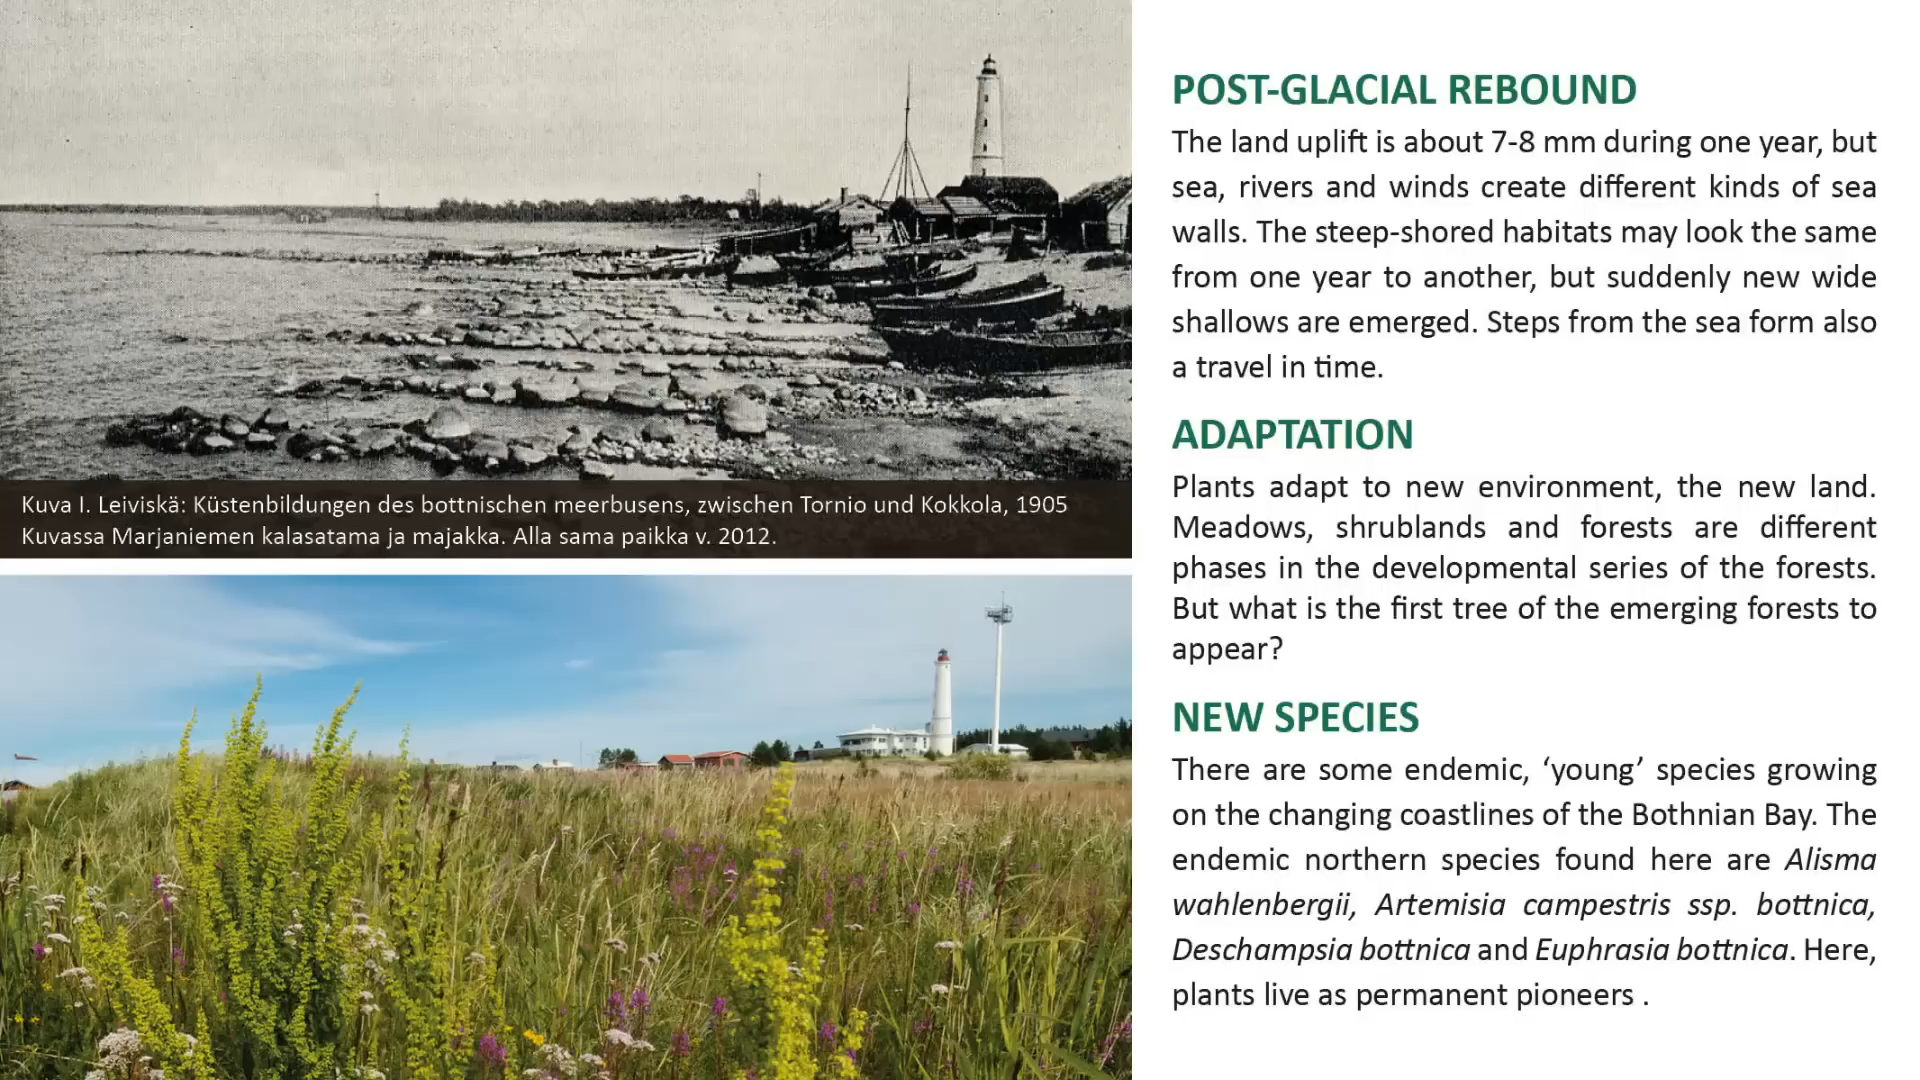 Kuva I. Leiviskä: Küstenbildungen des bottnischen meerbusens, zwischen Tornio und Kokkola, 1905
Kuvassa Marjaniemen kalasatama ja majakka. Alla sama paikka v. 2012.
POST-GLACIAL REBOUND
The land uplift is about 7-8 mm during one year, but
sea, rivers and winds create different kinds of sea
walls. The steep-shored habitats may look the same
from one year to another, but suddenly new wide
shallows are emerged. Steps from the sea form also
a travel in time.
ADAPTATION
Plants adapt to new environment, the new land.
Meadows, shrublands and forests are different
phases in the developmental series of the forests.
But what is the first tree of the emerging forests to
appear?
NEW SPECIES
There are some endemic, ‘young’ species growing
on the changing coastlines of the Bothnian Bay. The
endemic northern species found here are Alisma
wahlenbergii, Artemisia campestris ssp. bottnica,
Deschampsia bottnica and Euphrasia bottnica. Here,
plants live as permanent pioneers .